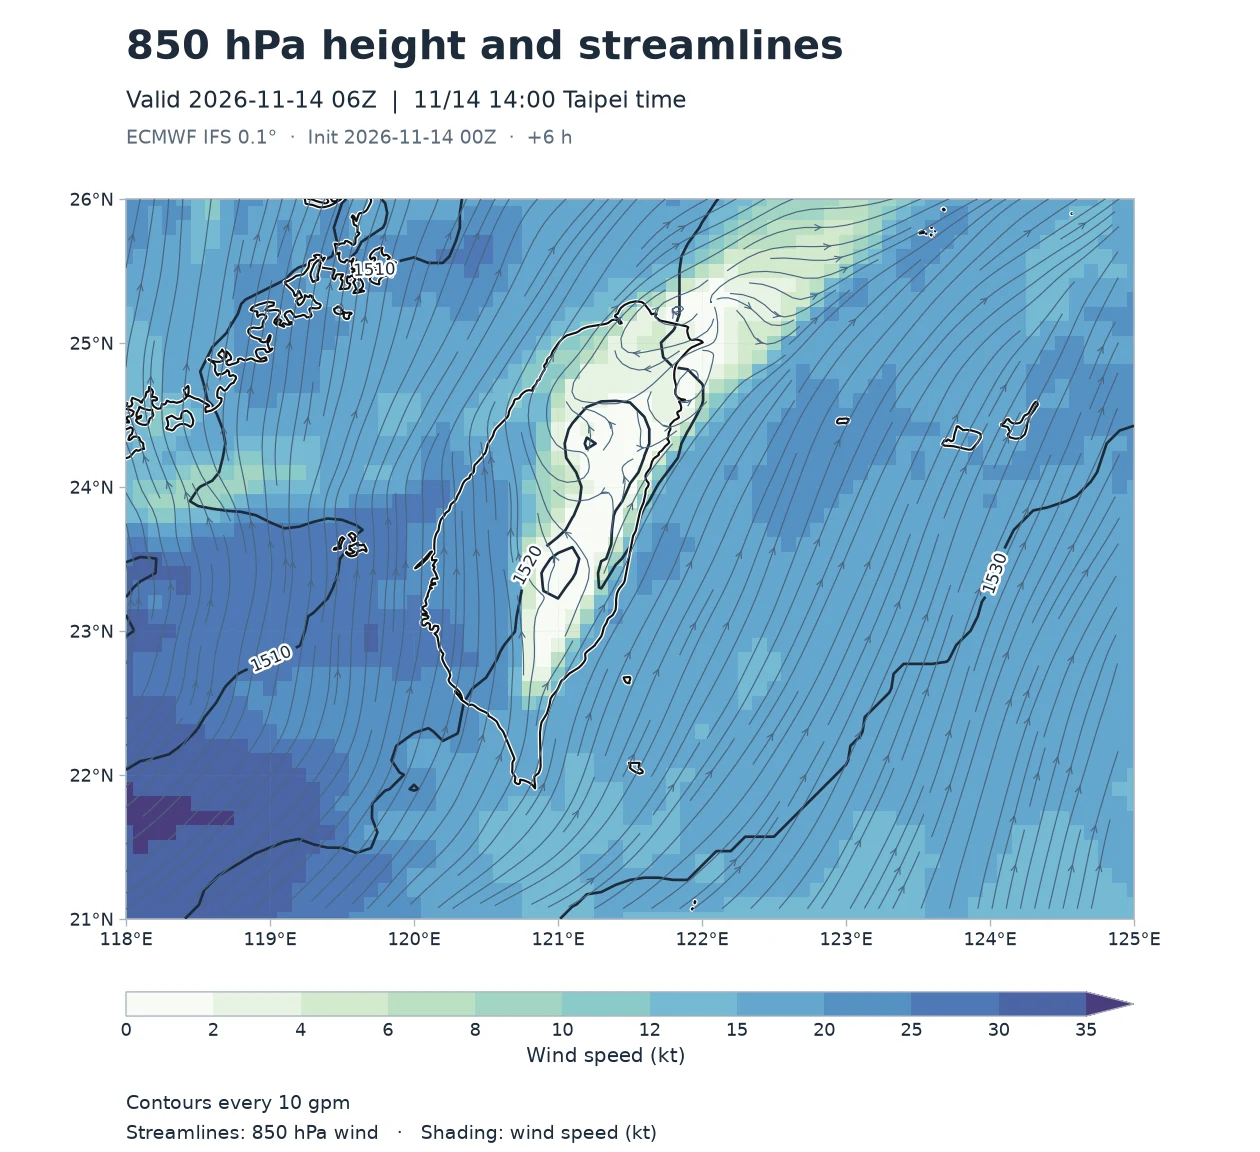 850 hPa height and streamlines
Valid 2026-11-14 06Z | 11/14 14:00 Taipei time
ECMWF IFS 0.1° · Init 2026-11-14 00Z · +6 h
26°N
25°N
24°N
23°N
22°N
21°N
1510
1520
1530
1510
118°E 119°E 120°E 121°E 122°E 123°E 124°E 125°E
0 2 4 6 8 10 12 15 20 25 30 35
Wind speed (kt)
Contours every 10 gpm
Streamlines: 850 hPa wind · Shading: wind speed (kt)